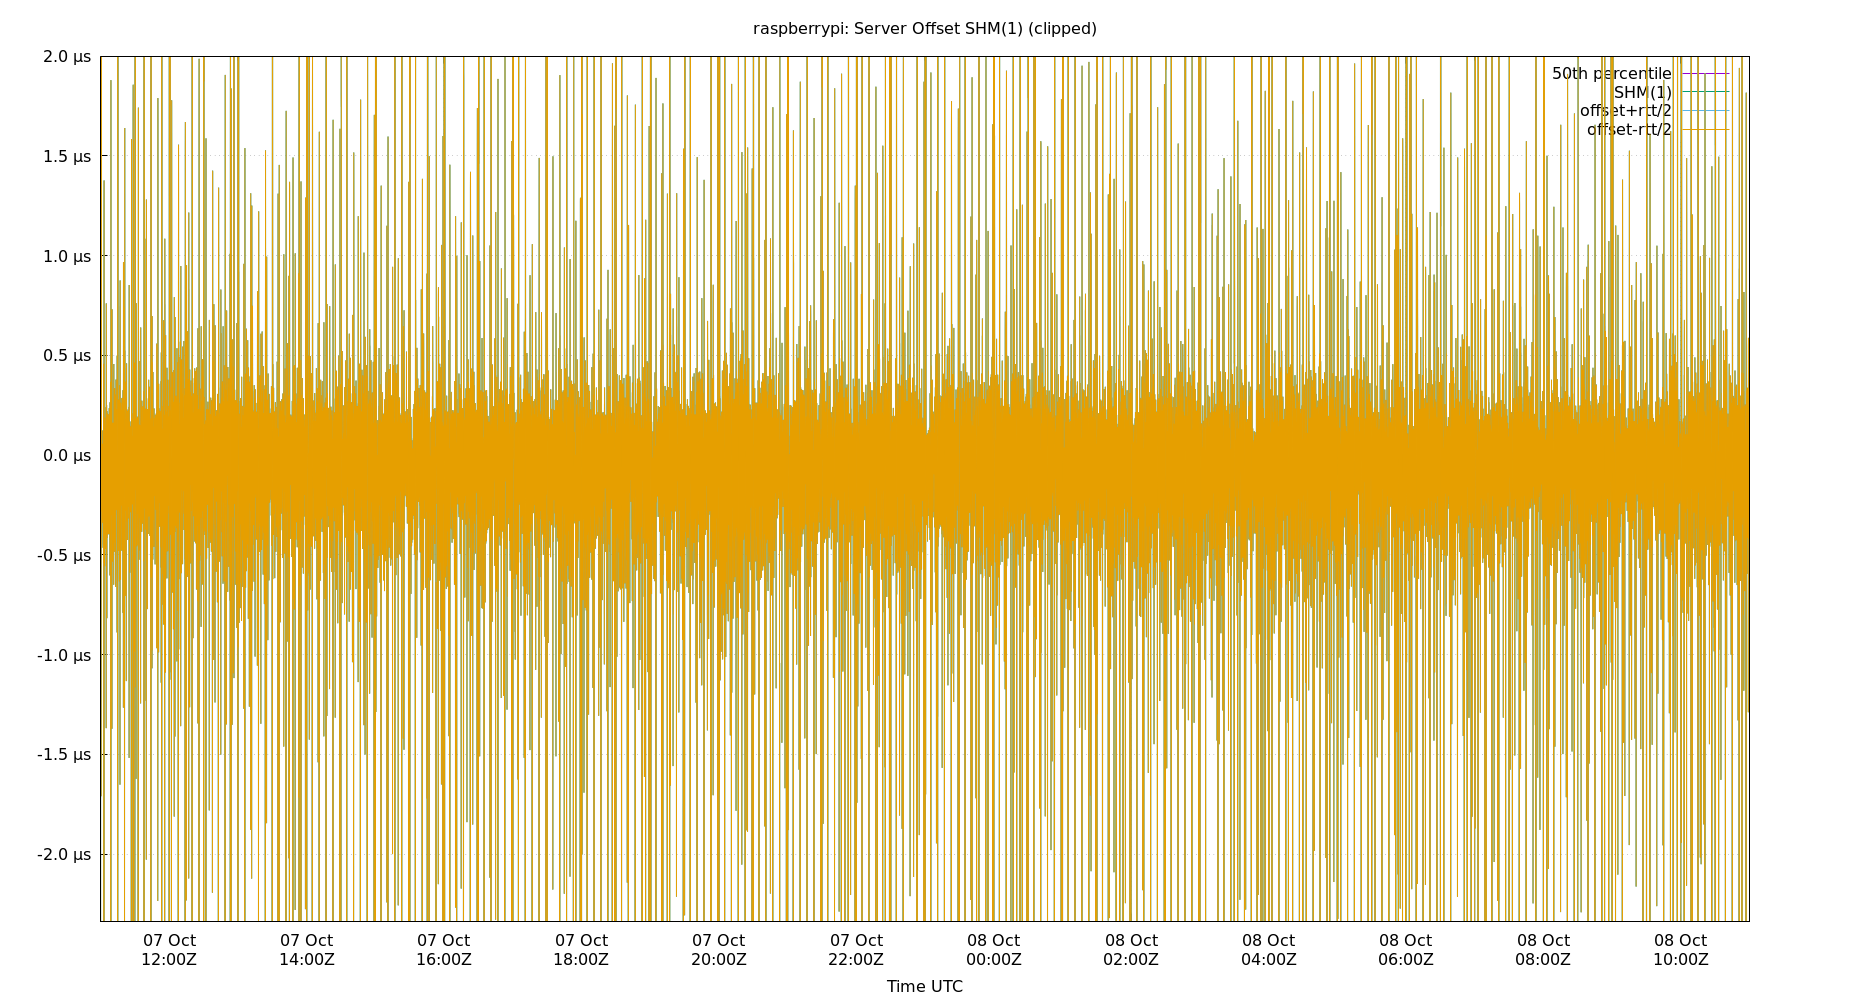 raspberrypi: Server Offset SHM(1) (clipped)
2.0 µs
1.5 µs
1.0 µs
0.5 µs
0.0 µs
-0.5 µs
-1.0 µs
-1.5 µs
-2.0 µs
50th percentile
SHM(1)
offset+rtt/2
offset-rtt/2
07 Oct 07 Oct 07 Oct 07 Oct 07 Oct 07 Oct 08 Oct 08 Oct 08 Oct 08 Oct 08 Oct 08 Oct
12:00Z 14:00Z 16:00Z 18:00Z 20:00Z 22:00Z 00:00Z 02:00Z 04:00Z 06:00Z 08:00Z 10:00Z
Time UTC